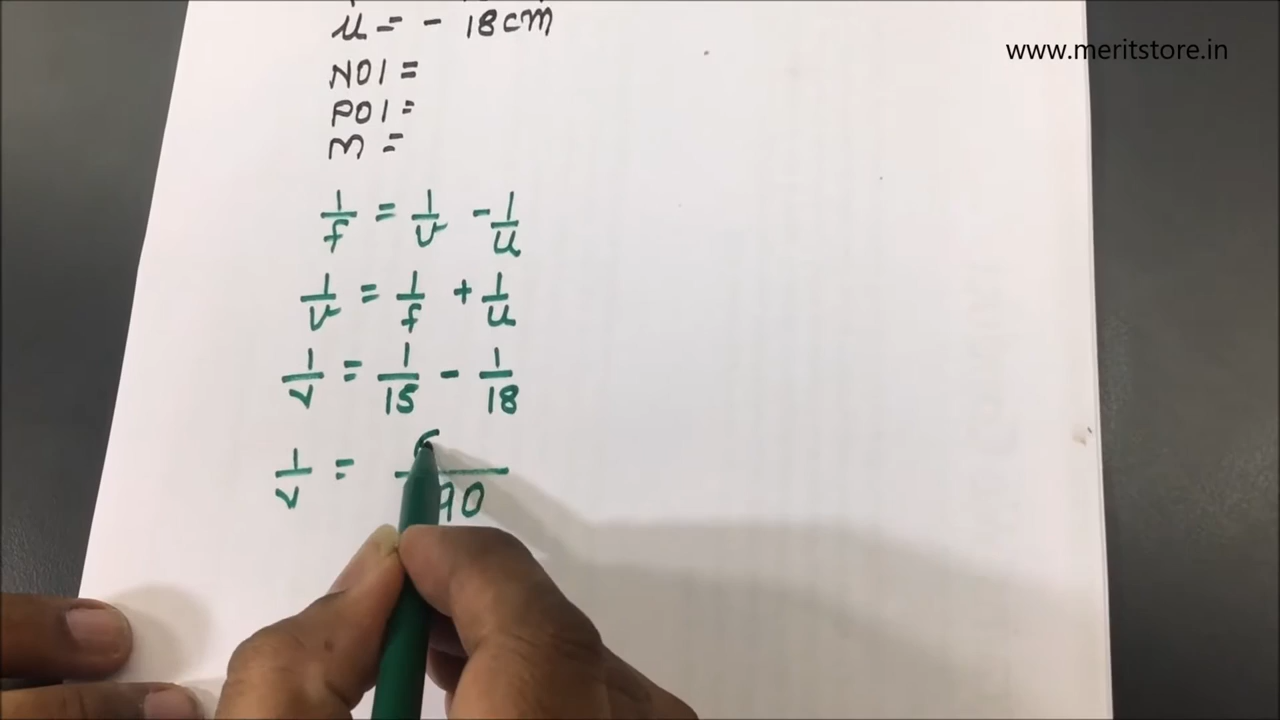 www.meritstore.in
u = - 18cm
NOI =
POI =
m =
1/f = 1/v - 1/u
1/v = 1/f + 1/u
1/v = 1/15 - 1/18
1/v = 6/90